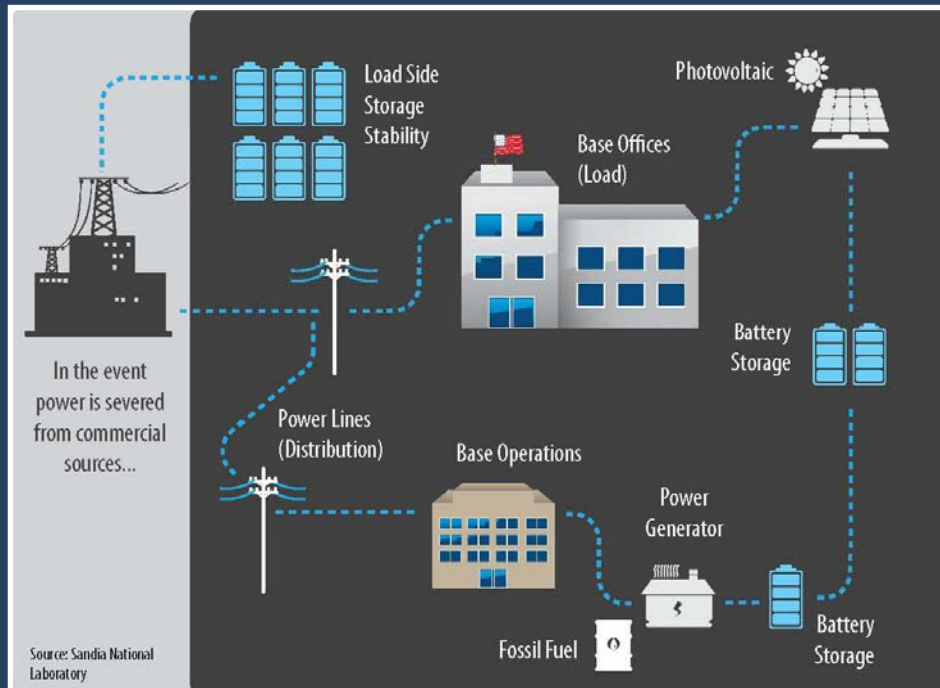 Load Side
Storage
Stability
Photovoltaic
Base Offices
(Load)
In the event
power is severed
from commercial
sources...
Battery
Storage
Power Lines
(Distribution)
Base Operations
Power
Generator
Fossil Fuel
Battery
Storage
Source: Sandia National
Laboratory